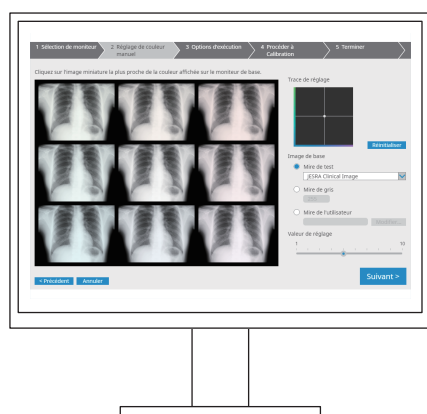 1 Sélection de moniteur
2 Réglage de couleur
manuel
3 Options d'exécution
4 Procéder à
Calibration
5 Terminer
Cliquez sur l'image miniature la plus proche de la couleur affichée sur le moniteur de base.
Trace de réglage
Réinitialiser
Image de base
Mire de test
JESRA Clinical Image
Mire de gris
Mire de l'utilisateur
Valeur de réglage
1 10
< Précédent Annuler
Suivant >